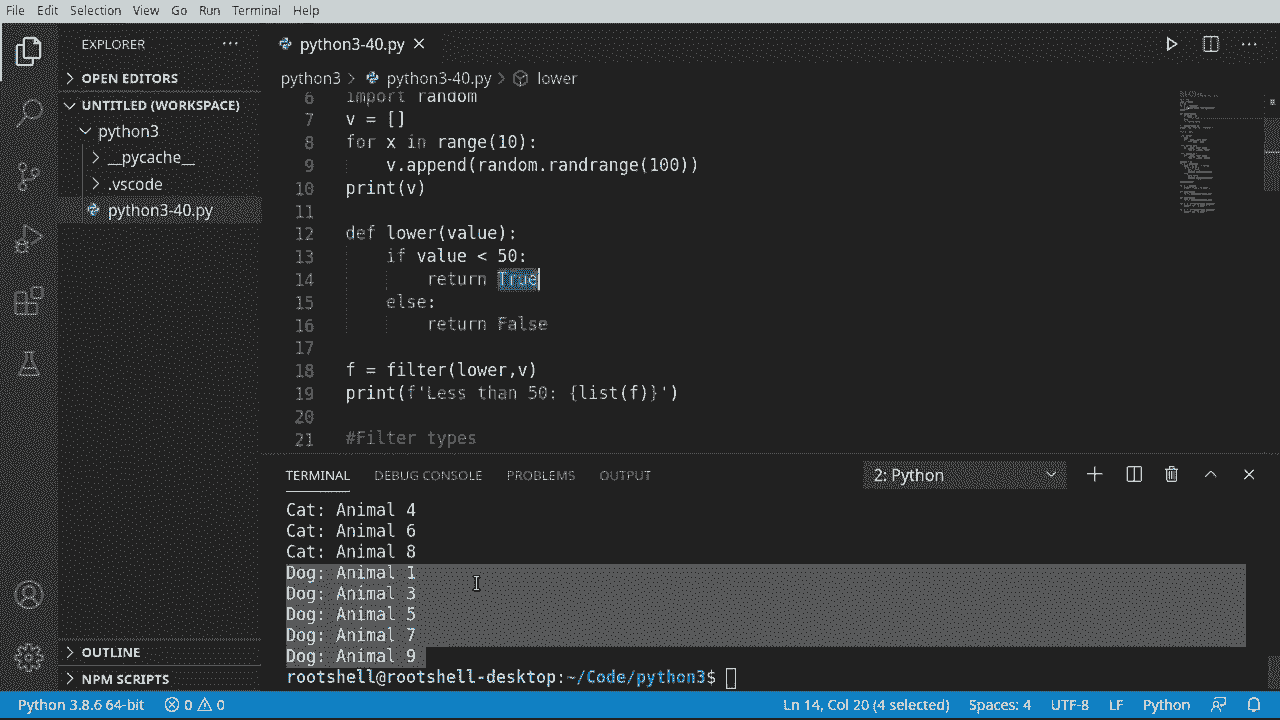 File Edit Selection View Go Run Terminal Help
EXPLORER
OPEN EDITORS
UNTITLED (WORKSPACE)
python3
__pycache__
.vscode
python3-40.py
OUTLINE
NPM SCRIPTS
python3-40.py
python3 > python3-40.py > lower
6 import random
7 v = []
8 for x in range(10):
9     v.append(random.randrange(100))
10 print(v)
11
12 def lower(value):
13     if value < 50:
14         return True
15     else:
16         return False
17
18 f = filter(lower,v)
19 print(f'Less than 50: {list(f)}')
20
21 #Filter types
TERMINAL DEBUG CONSOLE PROBLEMS OUTPUT 2: Python
Cat: Animal 4
Cat: Animal 6
Cat: Animal 8
Dog: Animal 1
Dog: Animal 3
Dog: Animal 5
Dog: Animal 7
Dog: Animal 9
rootshell@rootshell-desktop:~/Code/python3$
Python 3.8.6 64-bit 0 0 Ln 14, Col 20 (4 selected) Spaces: 4 UTF-8 LF Python